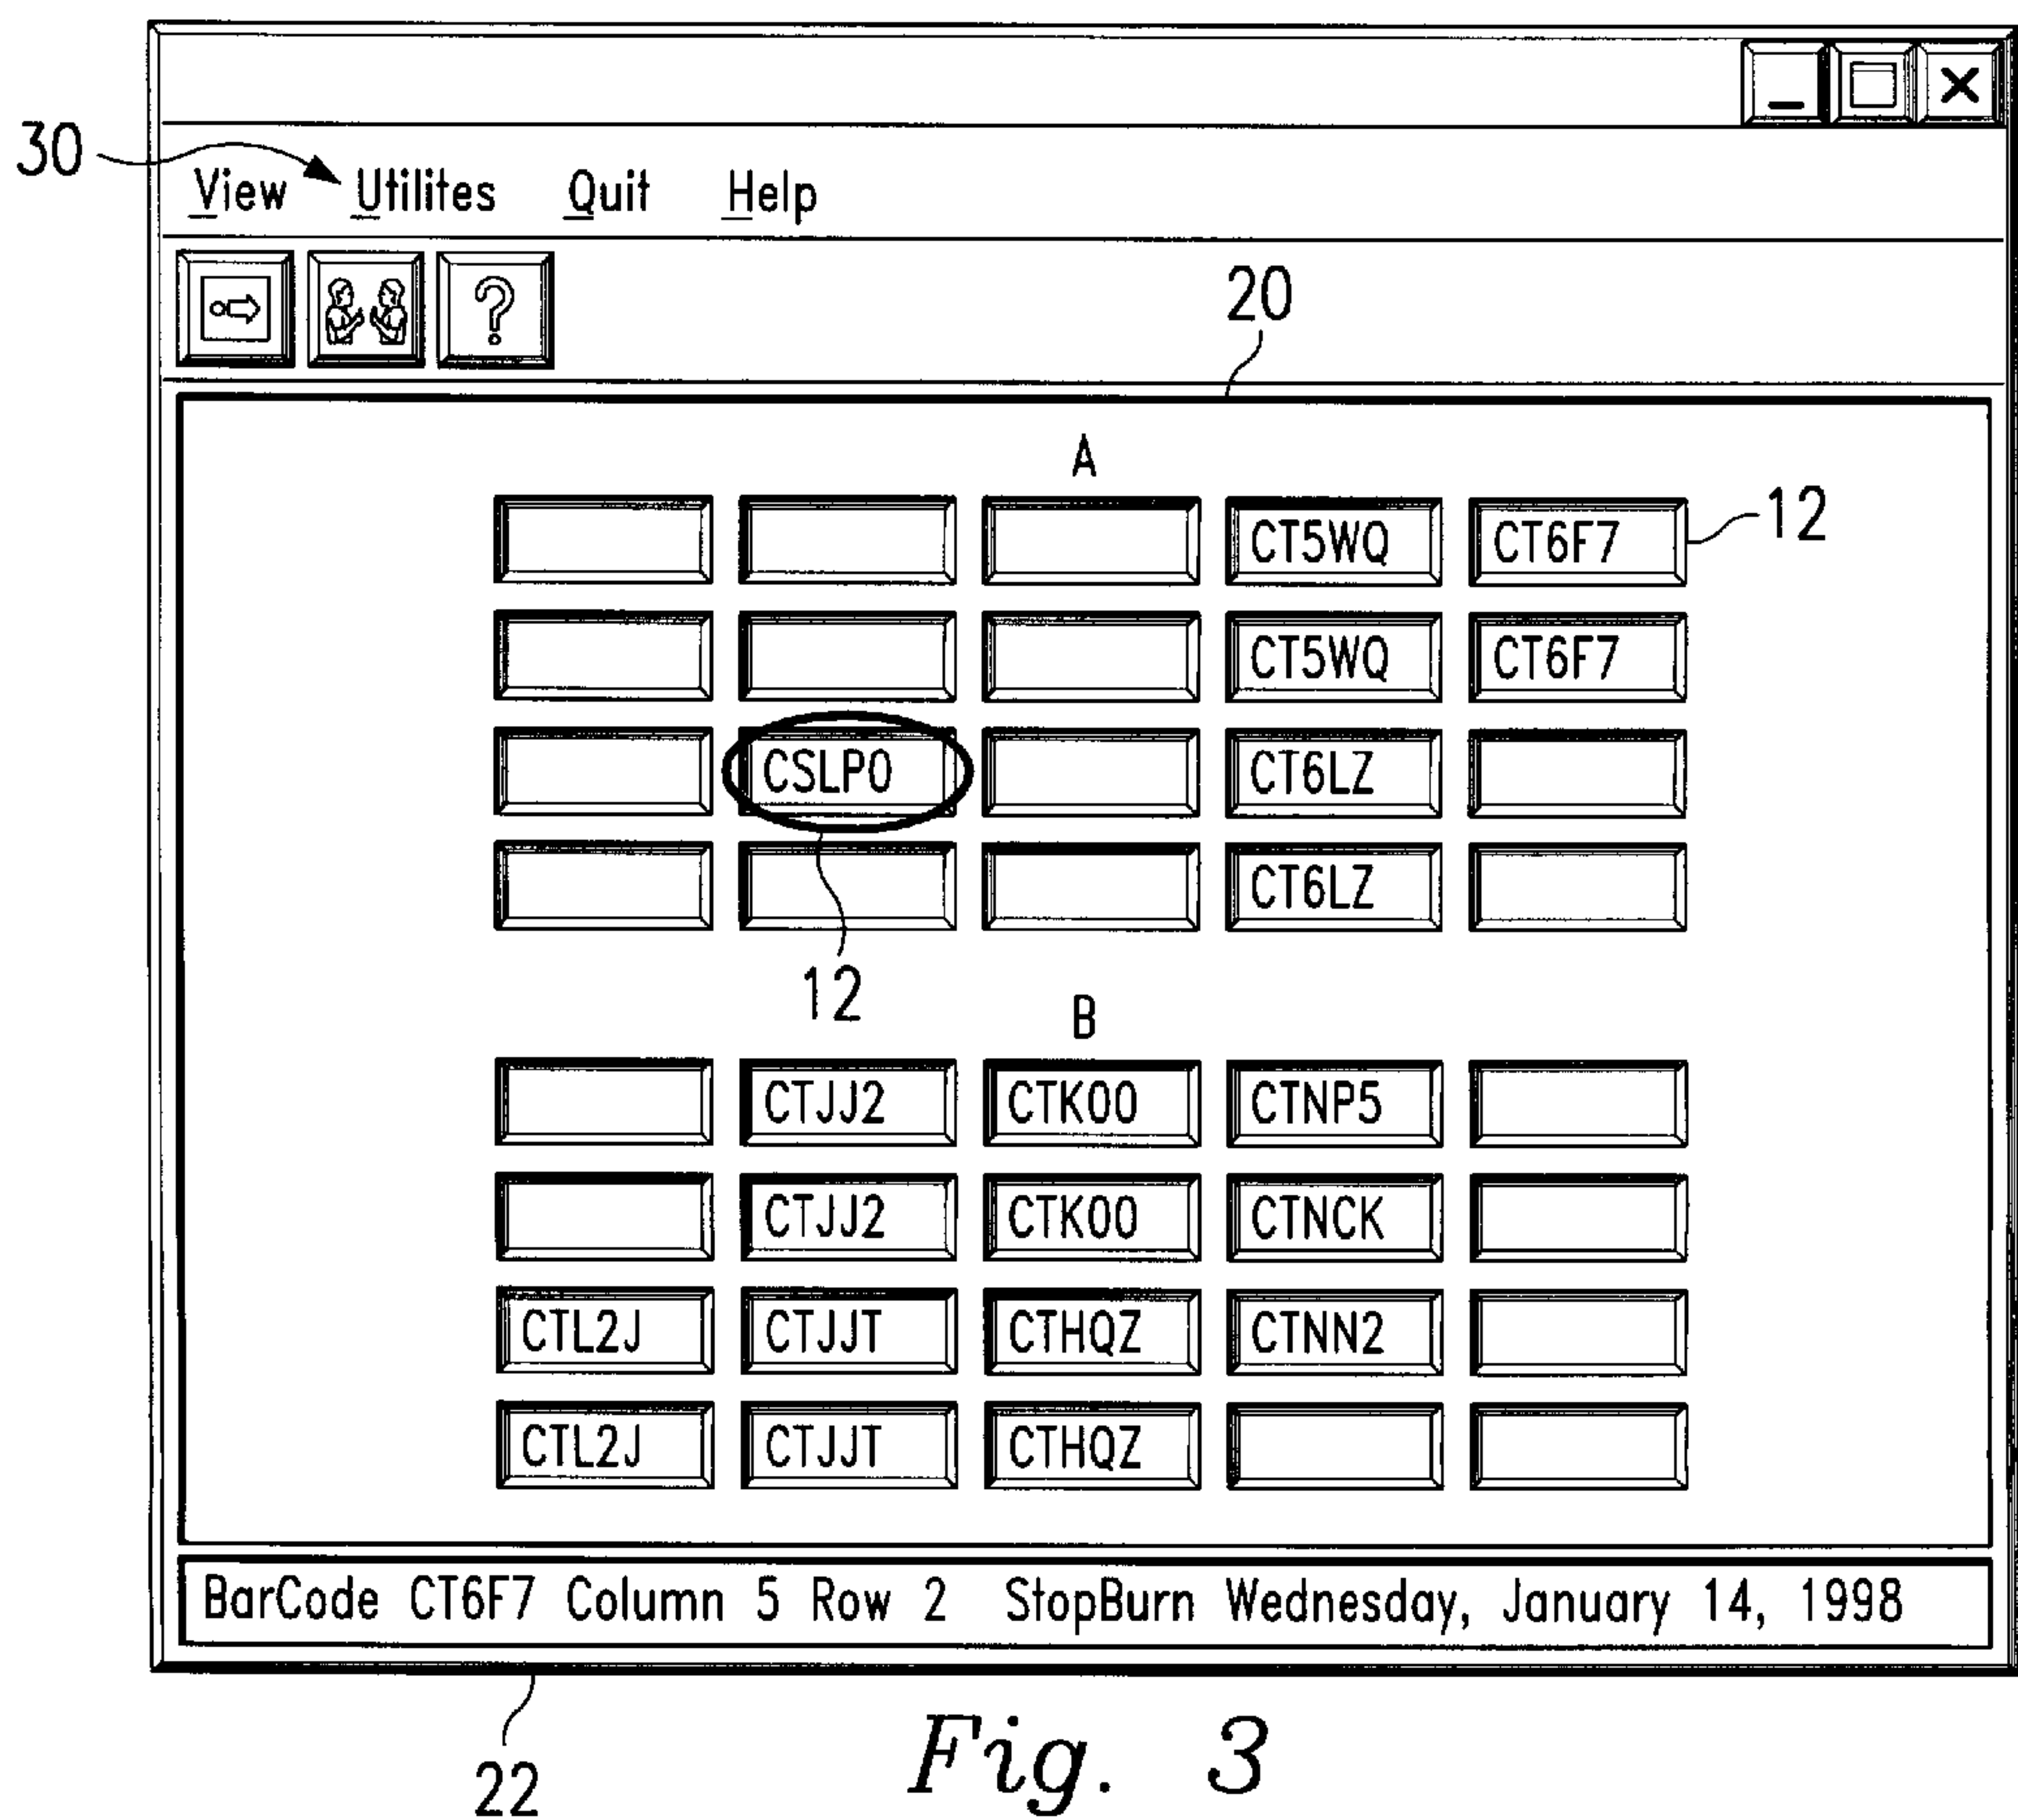 30
View Utilites Quit Help
?
20
A
CT5WQ CT6F7 12
CT5WQ CT6F7
CSLP0 CT6LZ
CT6LZ
12
B
CTJJ2 CTK00 CTNP5
CTJJ2 CTK00 CTNCK
CTL2J CTJJT CTHQZ CTNN2
CTL2J CTJJT CTHQZ
BarCode CT6F7 Column 5 Row 2 StopBurn Wednesday, January 14, 1998
22
Fig. 3